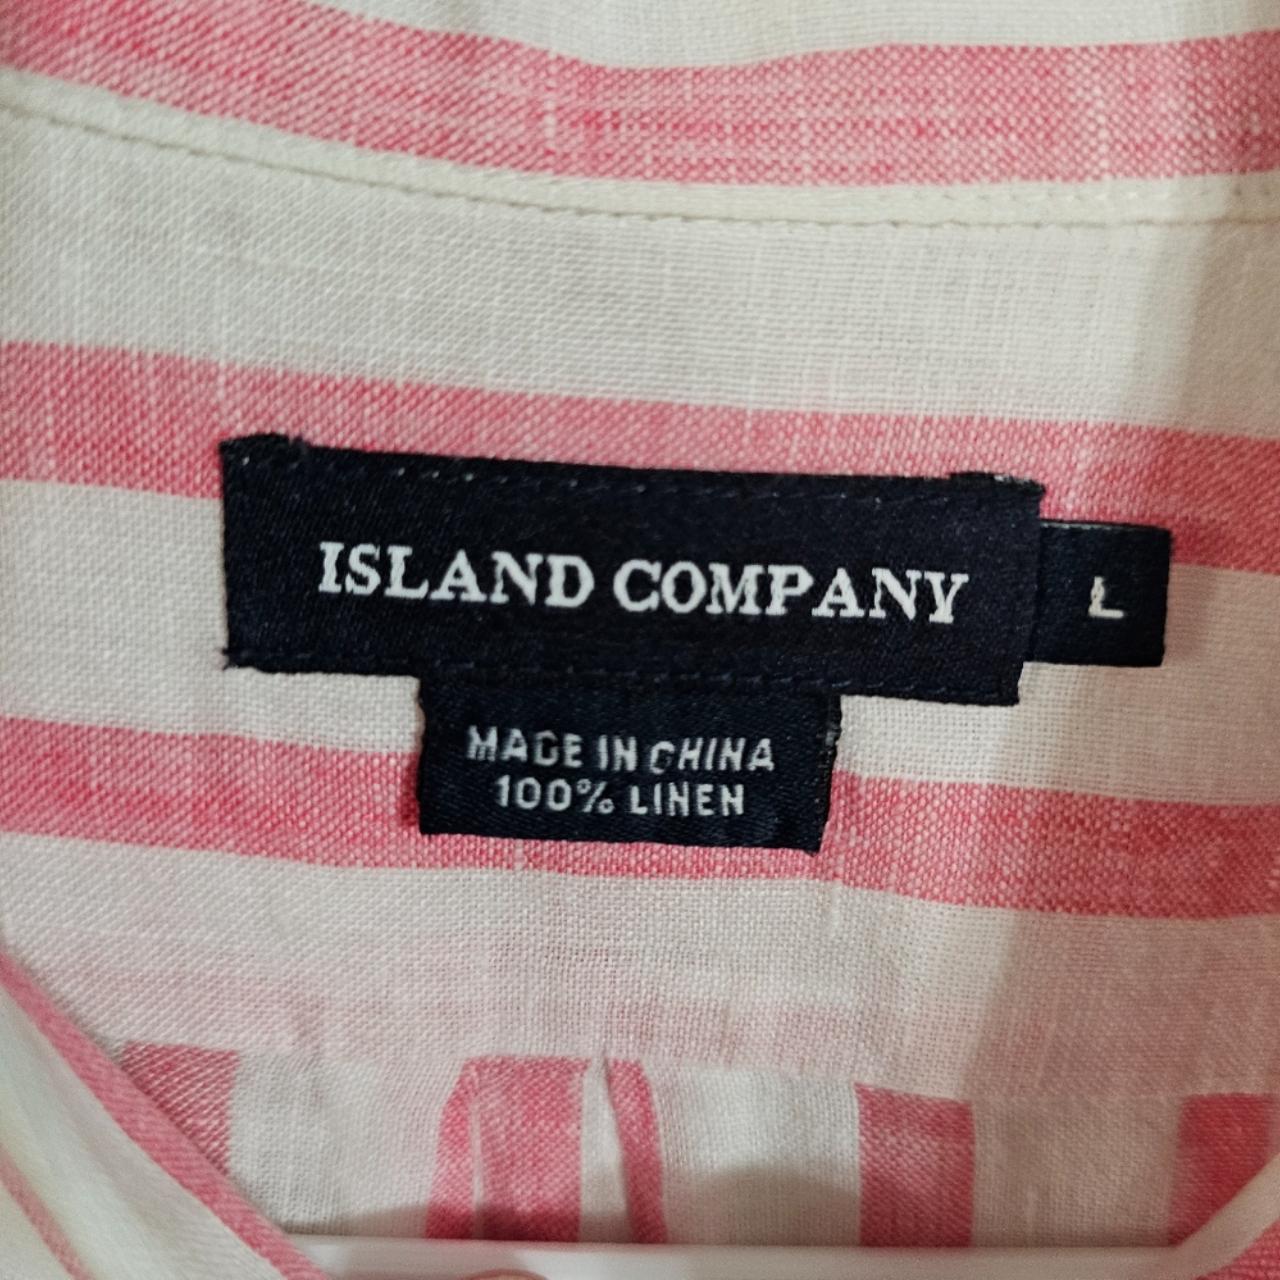 ISLAND COMPANY
L
MADE IN CHINA
100% LINEN